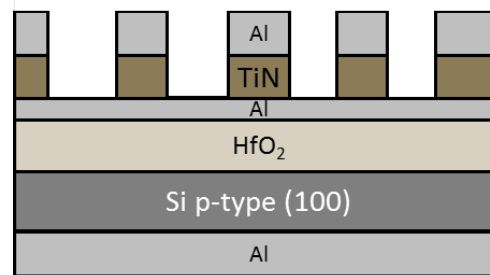 Al
TiN
Al
HfO₂
Si p-type (100)
Al